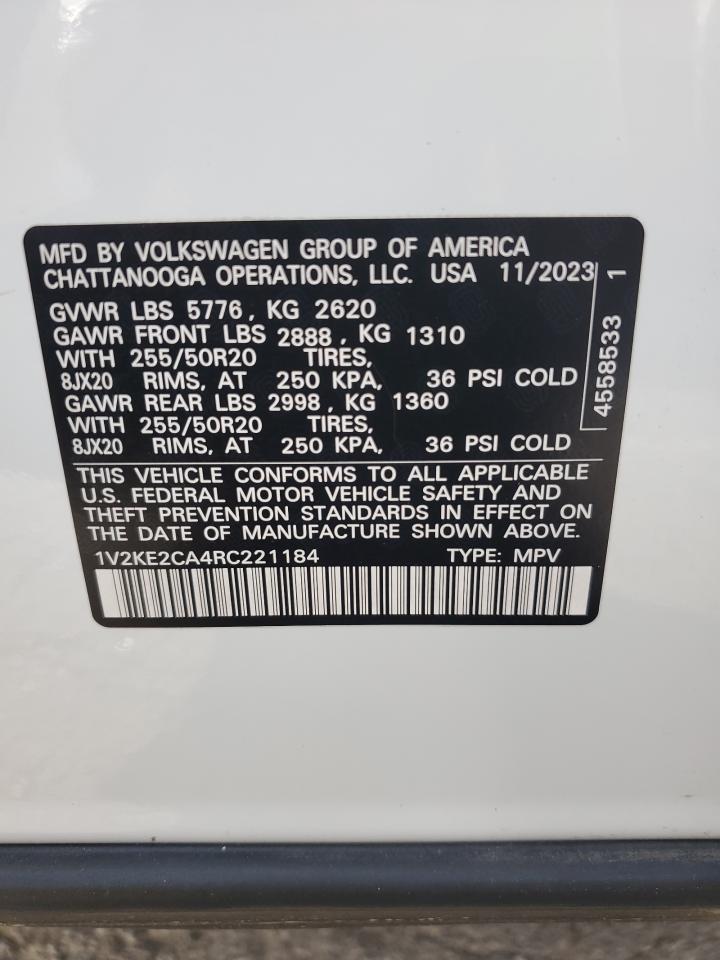 MFD BY VOLKSWAGEN GROUP OF AMERICA
CHATTANOOGA OPERATIONS, LLC. USA 11/2023
GVWR LBS 5776, KG 2620
GAWR FRONT LBS 2888, KG 1310
WITH 255/50R20 TIRES,
8JX20 RIMS, AT 250 KPA, 36 PSI COLD
GAWR REAR LBS 2998, KG 1360
WITH 255/50R20 TIRES,
8JX20 RIMS, AT 250 KPA, 36 PSI COLD
THIS VEHICLE CONFORMS TO ALL APPLICABLE
U.S. FEDERAL MOTOR VEHICLE SAFETY AND
THEFT PREVENTION STANDARDS IN EFFECT ON
THE DATE OF MANUFACTURE SHOWN ABOVE.
1V2KE2CA4RC221184 TYPE: MPV
4558533 1